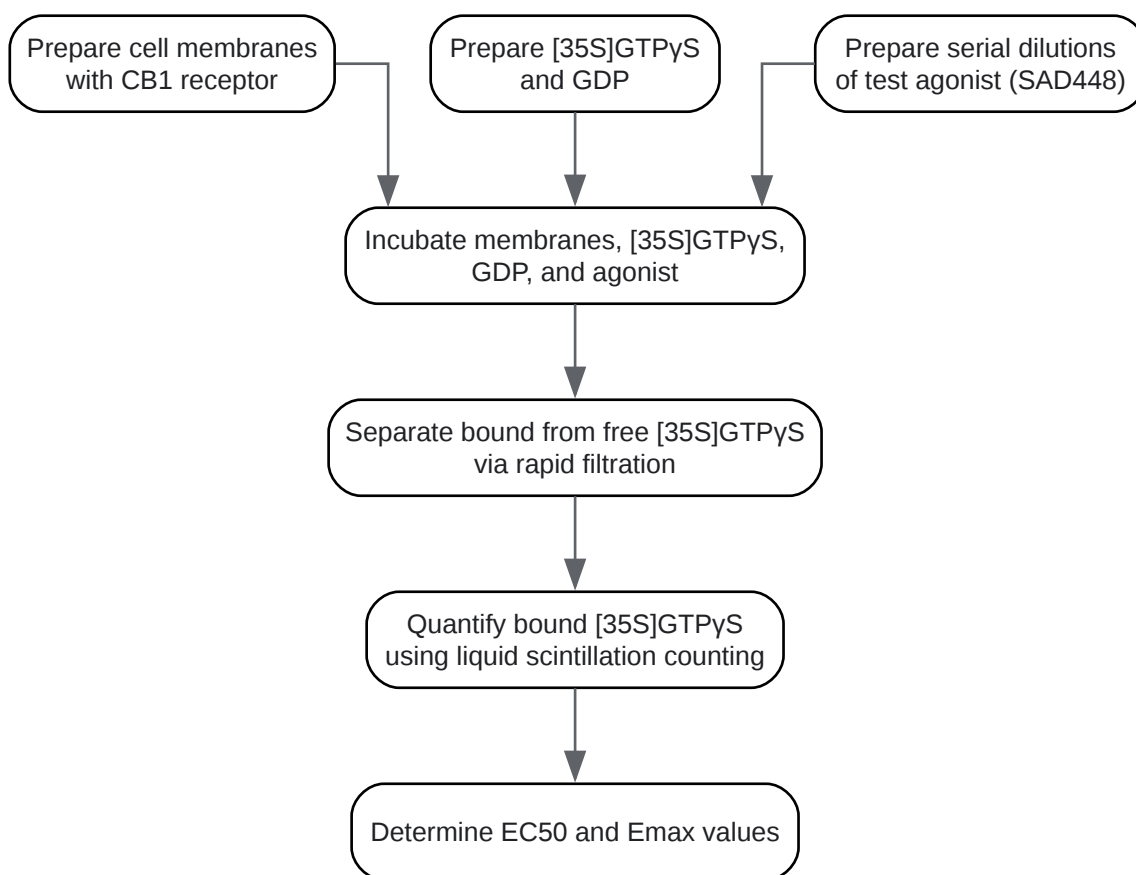 Prepare cell membranes
with CB1 receptor
Prepare [35S]GTPγS
and GDP
Prepare serial dilutions
of test agonist (SAD448)
Incubate membranes, [35S]GTPγS,
GDP, and agonist
Separate bound from free [35S]GTPγS
via rapid filtration
Quantify bound [35S]GTPγS
using liquid scintillation counting
Determine EC50 and Emax values